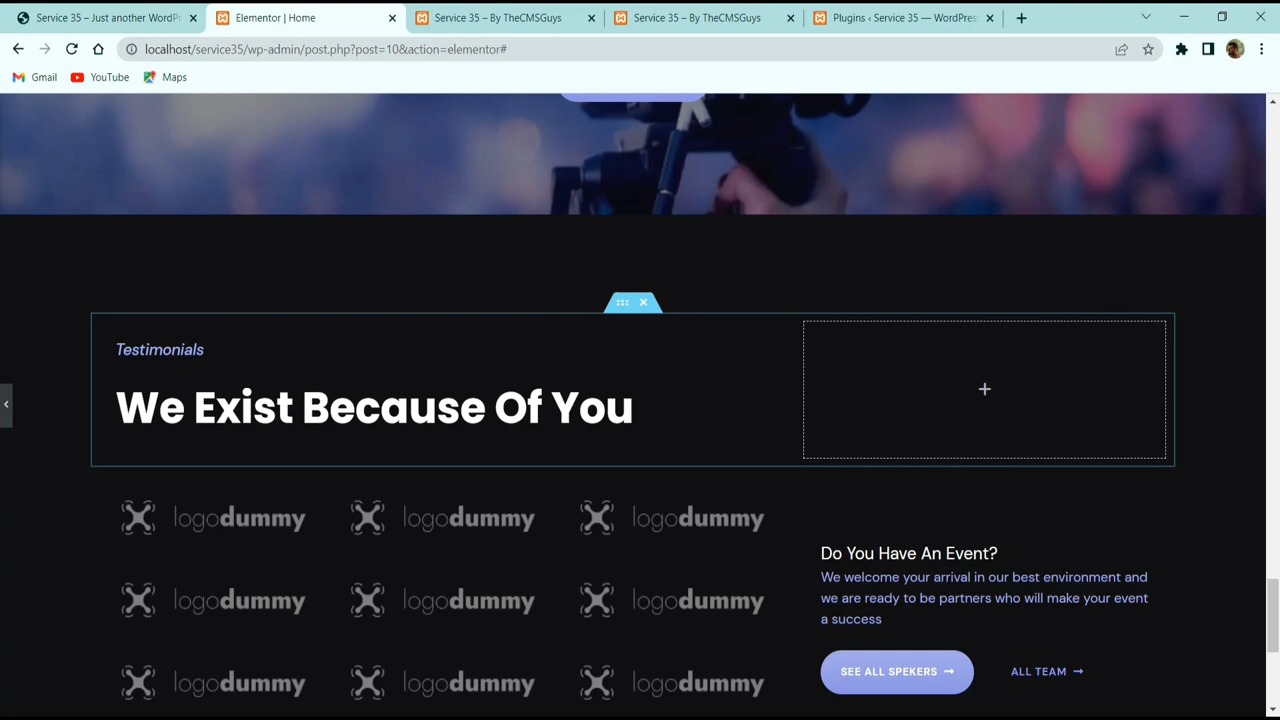 Service 35 – Just another WordPr
Elementor | Home
Service 35 – By TheCMSGuys
Service 35 – By TheCMSGuys
Plugins ‹ Service 35 — WordPres
localhost/service35/wp-admin/post.php?post=10&action=elementor#
Gmail
YouTube
Maps
Testimonials
We Exist Because Of You
logodummy logodummy logodummy
Do You Have An Event?
We welcome your arrival in our best environment and
we are ready to be partners who will make your event
a success
logodummy logodummy logodummy
SEE ALL SPEKERS → ALL TEAM →
logodummy logodummy logodummy